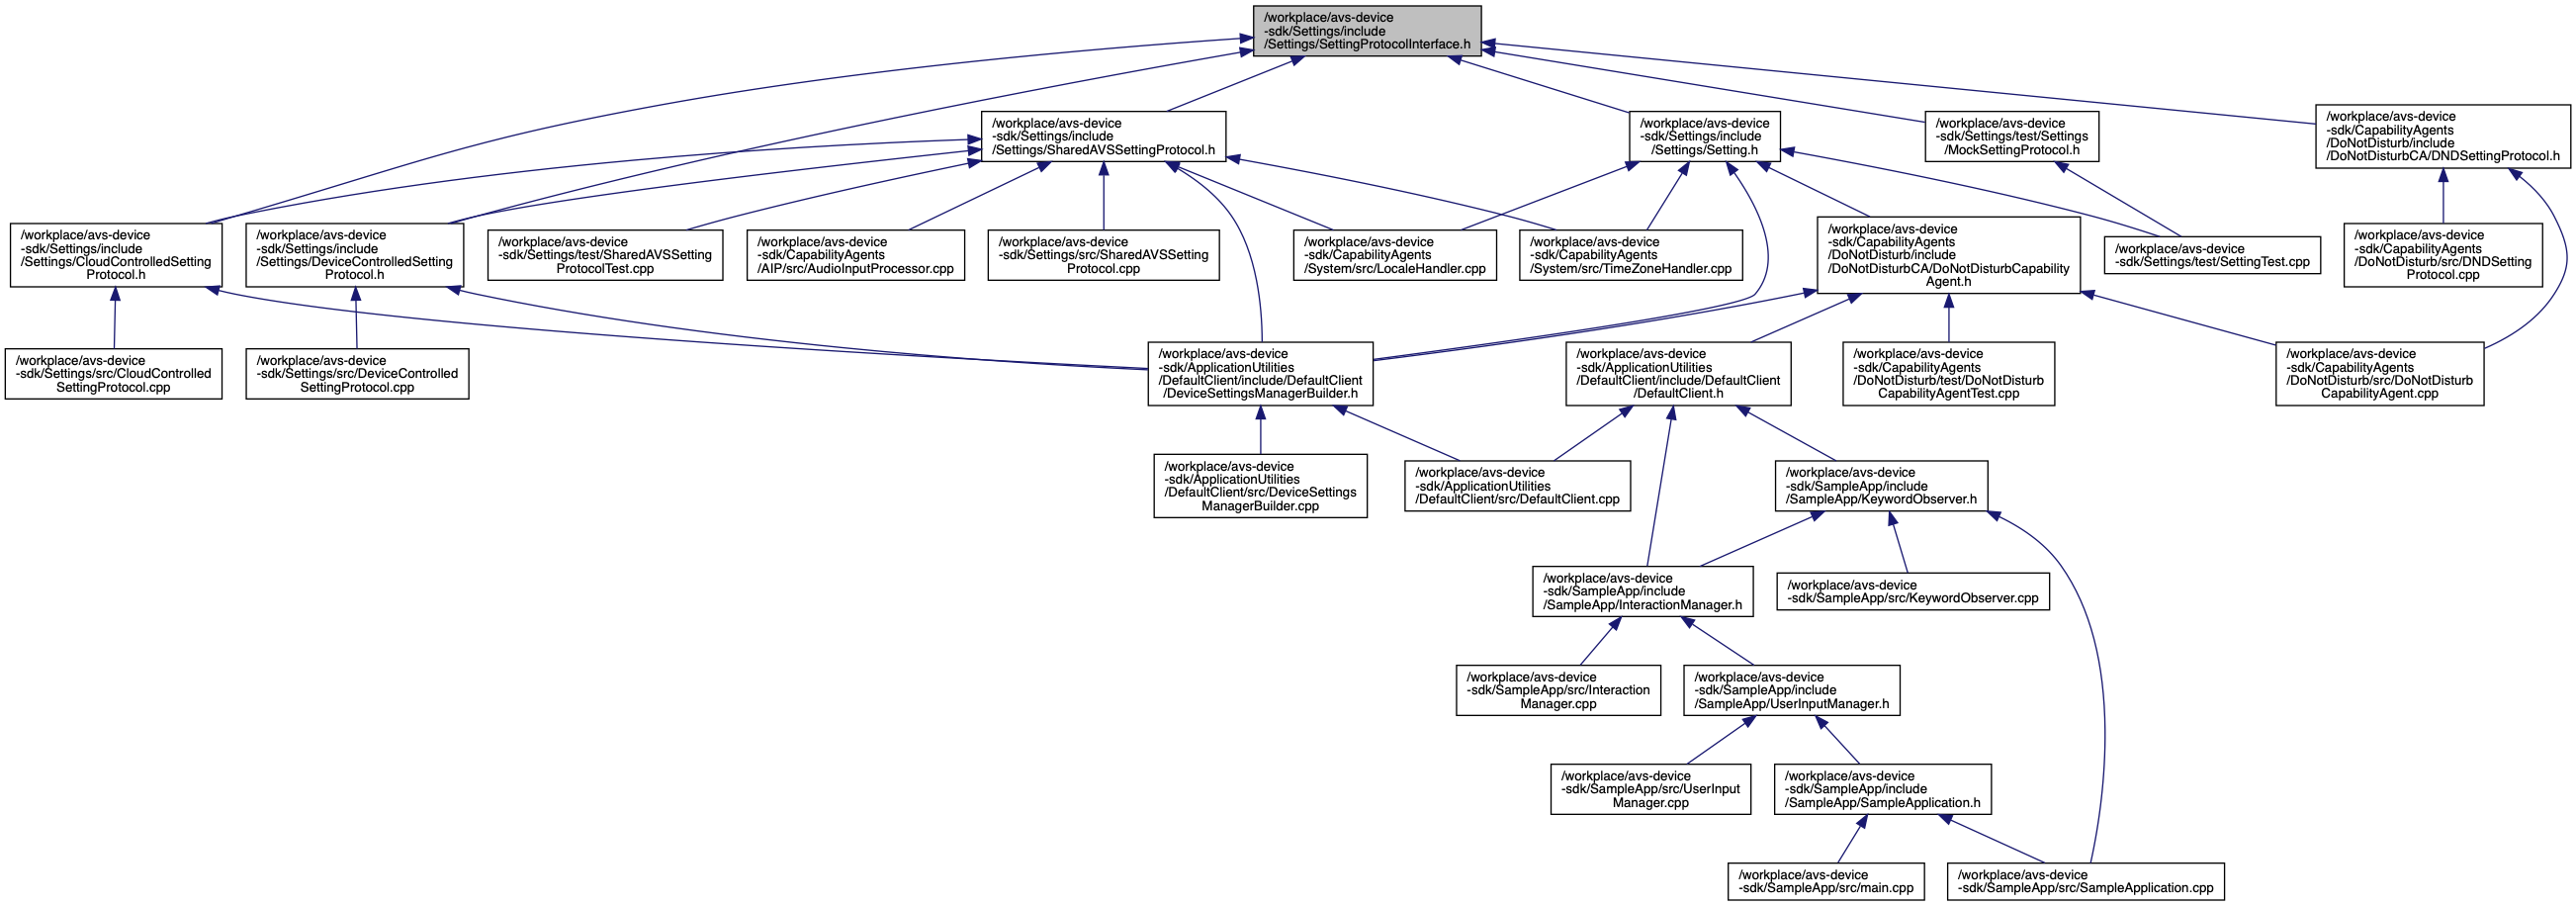 /workplace/avs-device
-sdk/Settings/include
/Settings/SettingProtocolInterface.h
/workplace/avs-device
-sdk/Settings/include
/Settings/SharedAVSSettingProtocol.h
/workplace/avs-device
-sdk/Settings/include
/Settings/Setting.h
/workplace/avs-device
-sdk/Settings/test/Settings
/MockSettingProtocol.h
/workplace/avs-device
-sdk/CapabilityAgents
/DoNotDisturb/include
/DoNotDisturbCA/DNDSettingProtocol.h
/workplace/avs-device
-sdk/Settings/include
/Settings/CloudControlledSetting
Protocol.h
/workplace/avs-device
-sdk/Settings/include
/Settings/DeviceControlledSetting
Protocol.h
/workplace/avs-device
-sdk/Settings/test/SharedAVSSetting
ProtocolTest.cpp
/workplace/avs-device
-sdk/CapabilityAgents
/AIP/src/AudioInputProcessor.cpp
/workplace/avs-device
-sdk/Settings/src/SharedAVSSetting
Protocol.cpp
/workplace/avs-device
-sdk/CapabilityAgents
/System/src/LocaleHandler.cpp
/workplace/avs-device
-sdk/CapabilityAgents
/System/src/TimeZoneHandler.cpp
/workplace/avs-device
-sdk/CapabilityAgents
/DoNotDisturb/include
/DoNotDisturbCA/DoNotDisturbCapability
Agent.h
/workplace/avs-device
-sdk/Settings/test/SettingTest.cpp
/workplace/avs-device
-sdk/CapabilityAgents
/DoNotDisturb/src/DNDSetting
Protocol.cpp
/workplace/avs-device
-sdk/Settings/src/CloudControlled
SettingProtocol.cpp
/workplace/avs-device
-sdk/Settings/src/DeviceControlled
SettingProtocol.cpp
/workplace/avs-device
-sdk/ApplicationUtilities
/DefaultClient/include/DefaultClient
/DeviceSettingsManagerBuilder.h
/workplace/avs-device
-sdk/ApplicationUtilities
/DefaultClient/include/DefaultClient
/DefaultClient.h
/workplace/avs-device
-sdk/CapabilityAgents
/DoNotDisturb/test/DoNotDisturb
CapabilityAgentTest.cpp
/workplace/avs-device
-sdk/CapabilityAgents
/DoNotDisturb/src/DoNotDisturb
CapabilityAgent.cpp
/workplace/avs-device
-sdk/ApplicationUtilities
/DefaultClient/src/DeviceSettings
ManagerBuilder.cpp
/workplace/avs-device
-sdk/ApplicationUtilities
/DefaultClient/src/DefaultClient.cpp
/workplace/avs-device
-sdk/SampleApp/include
/SampleApp/KeywordObserver.h
/workplace/avs-device
-sdk/SampleApp/include
/SampleApp/InteractionManager.h
/workplace/avs-device
-sdk/SampleApp/src/KeywordObserver.cpp
/workplace/avs-device
-sdk/SampleApp/src/Interaction
Manager.cpp
/workplace/avs-device
-sdk/SampleApp/include
/SampleApp/UserInputManager.h
/workplace/avs-device
-sdk/SampleApp/src/UserInput
Manager.cpp
/workplace/avs-device
-sdk/SampleApp/include
/SampleApp/SampleApplication.h
/workplace/avs-device
-sdk/SampleApp/src/main.cpp
/workplace/avs-device
-sdk/SampleApp/src/SampleApplication.cpp